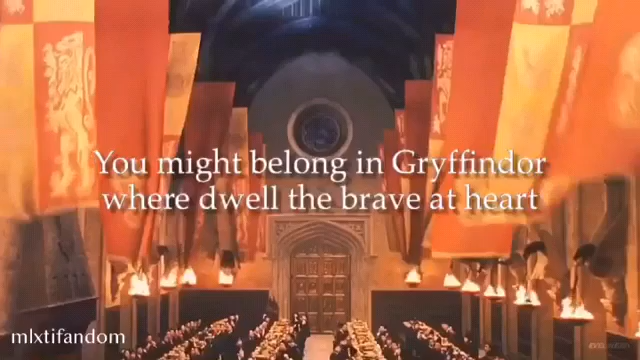 You might belong in Gryffindor
where dwell the brave at heart
mlxtifandom